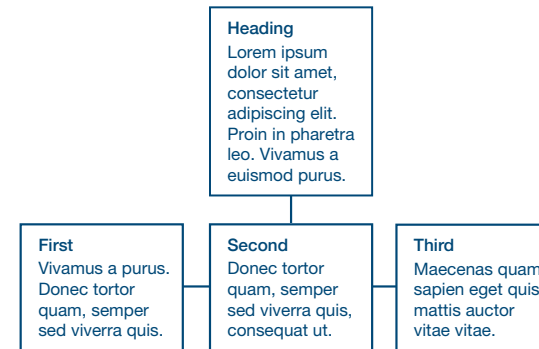 Heading
Lorem ipsum
dolor sit amet,
consectetur
adipiscing elit.
Proin in pharetra
leo. Vivamus a
euismod purus.
First
Vivamus a purus.
Donec tortor
quam, semper
sed viverra quis.
Second
Donec tortor
quam, semper
sed viverra quis,
consequat ut.
Third
Maecenas quam
sapien eget quis
mattis auctor
vitae vitae.